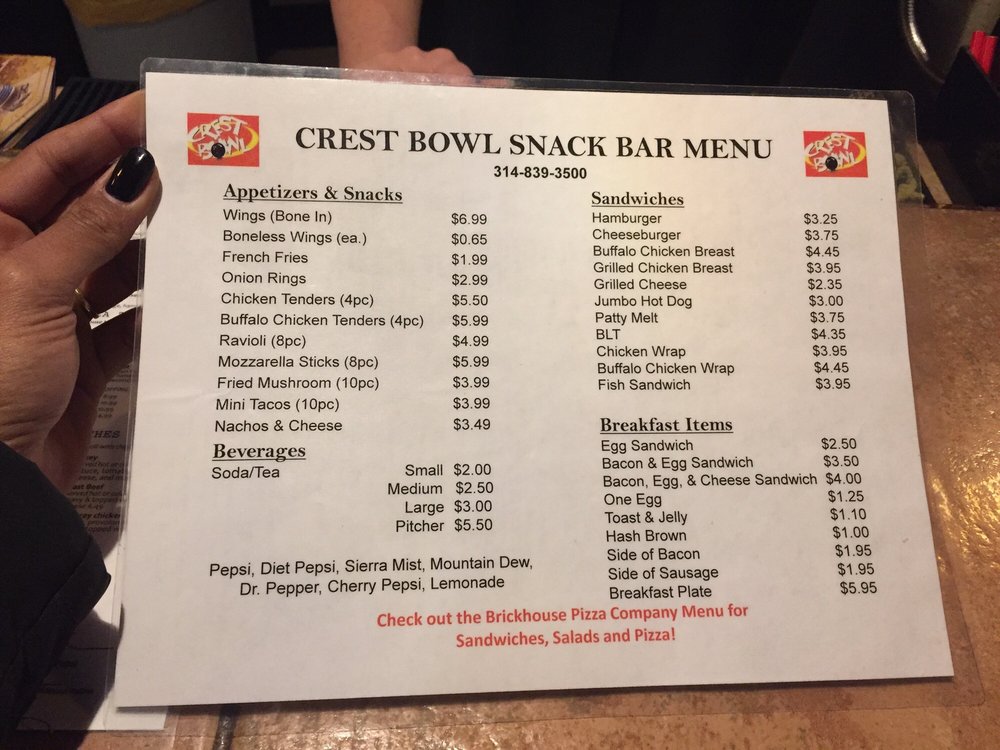 CREST BOWL
CREST BOWL
CREST BOWL SNACK BAR MENU
314-839-3500
Appetizers & Snacks
Wings (Bone In) $6.99
Boneless Wings (ea.) $0.65
French Fries $1.99
Onion Rings $2.99
Chicken Tenders (4pc) $5.50
Buffalo Chicken Tenders (4pc) $5.99
Ravioli (8pc) $4.99
Mozzarella Sticks (8pc) $5.99
Fried Mushroom (10pc) $3.99
Mini Tacos (10pc) $3.99
Nachos & Cheese $3.49
Beverages
Soda/Tea Small $2.00
Medium $2.50
Large $3.00
Pitcher $5.50
Pepsi, Diet Pepsi, Sierra Mist, Mountain Dew,
Dr. Pepper, Cherry Pepsi, Lemonade
Sandwiches
Hamburger $3.25
Cheeseburger $3.75
Buffalo Chicken Breast $4.45
Grilled Chicken Breast $3.95
Grilled Cheese $2.35
Jumbo Hot Dog $3.00
Patty Melt $3.75
BLT $4.35
Chicken Wrap $3.95
Buffalo Chicken Wrap $4.45
Fish Sandwich $3.95
Breakfast Items
Egg Sandwich $2.50
Bacon & Egg Sandwich $3.50
Bacon, Egg, & Cheese Sandwich $4.00
One Egg $1.25
Toast & Jelly $1.10
Hash Brown $1.00
Side of Bacon $1.95
Side of Sausage $1.95
Breakfast Plate $5.95
Check out the Brickhouse Pizza Company Menu for
Sandwiches, Salads and Pizza!